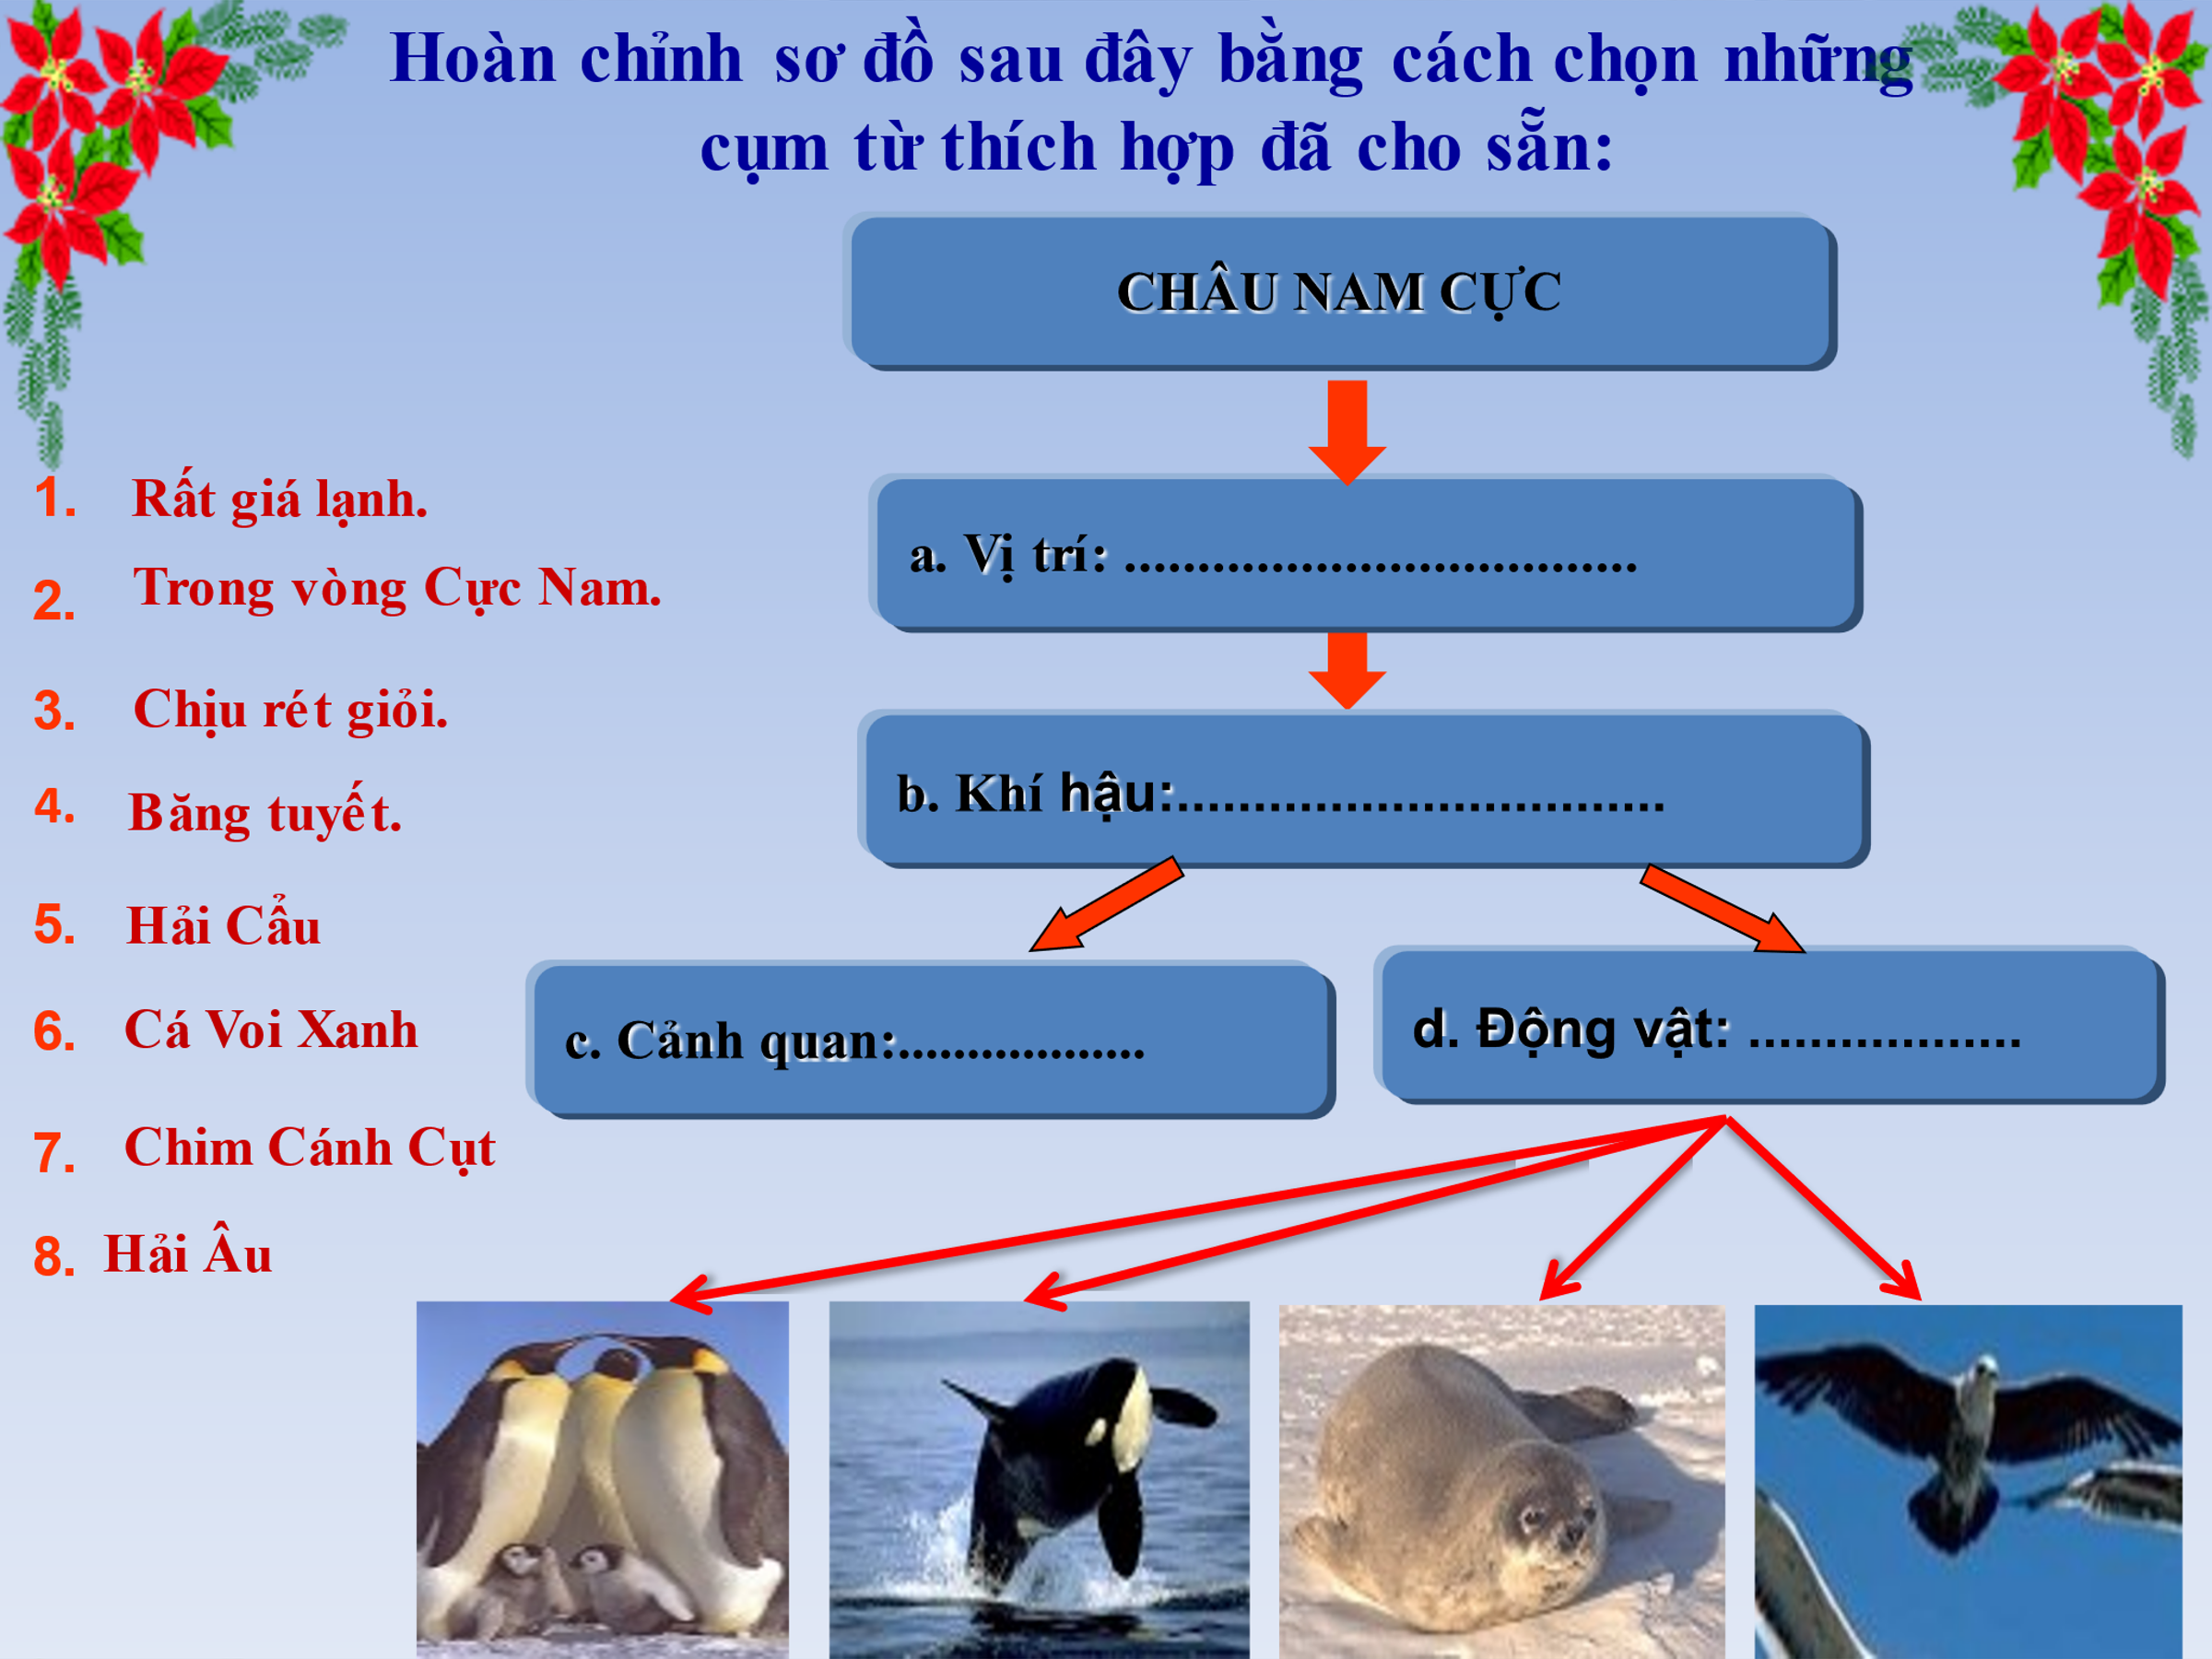 Hoàn chỉnh sơ đồ sau đây bằng cách chọn những
cụm từ thích hợp đã cho sẵn:
CHÂU NAM CỰC
1. Rất giá lạnh.
2. Trong vòng Cực Nam.
3. Chịu rét giỏi.
4. Băng tuyết.
5. Hải Cẩu
6. Cá Voi Xanh
7. Chim Cánh Cụt
8. Hải Âu
a. Vị trí: ...................................
b. Khí hậu:................................
c. Cảnh quan:..................
d. Động vật: ..................